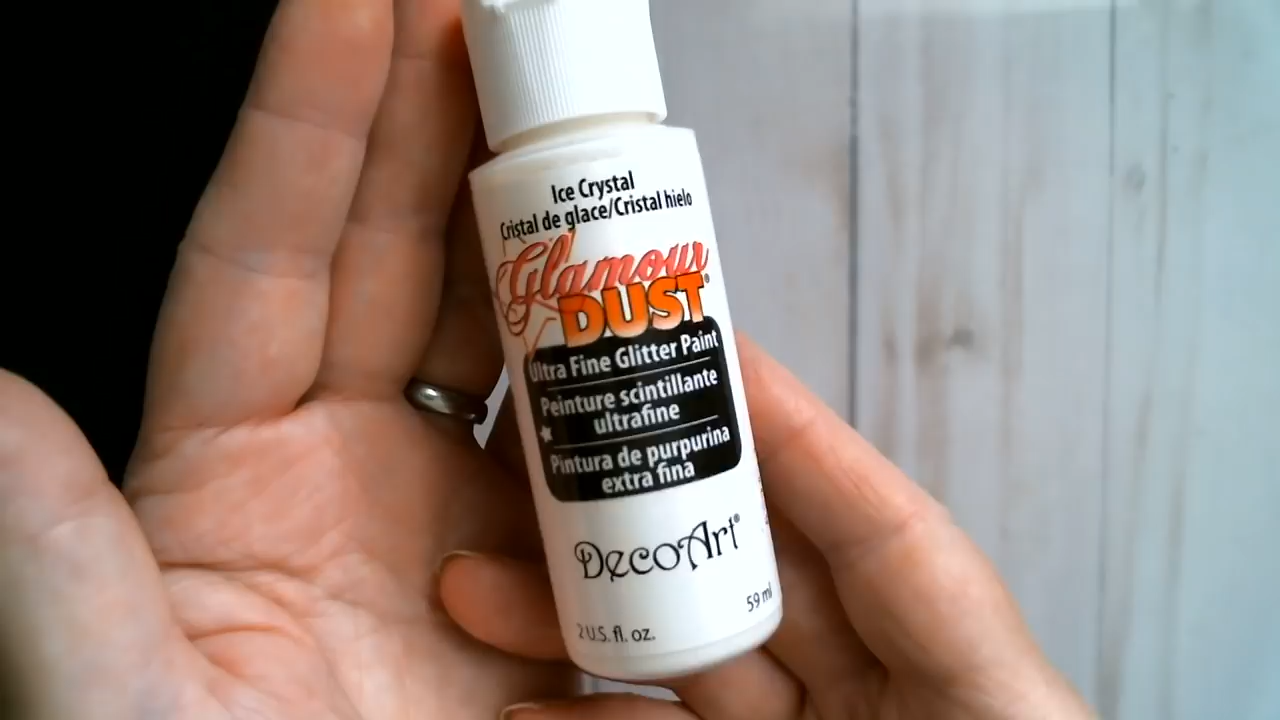 Ice Crystal
Cristal de glace/Cristal hielo
Glamour
DUST®
Ultra Fine Glitter Paint
Peinture scintillante
ultrafine
Pintura de purpurina
extra fina
DecoArt®
59 ml
2 U.S. fl. oz.